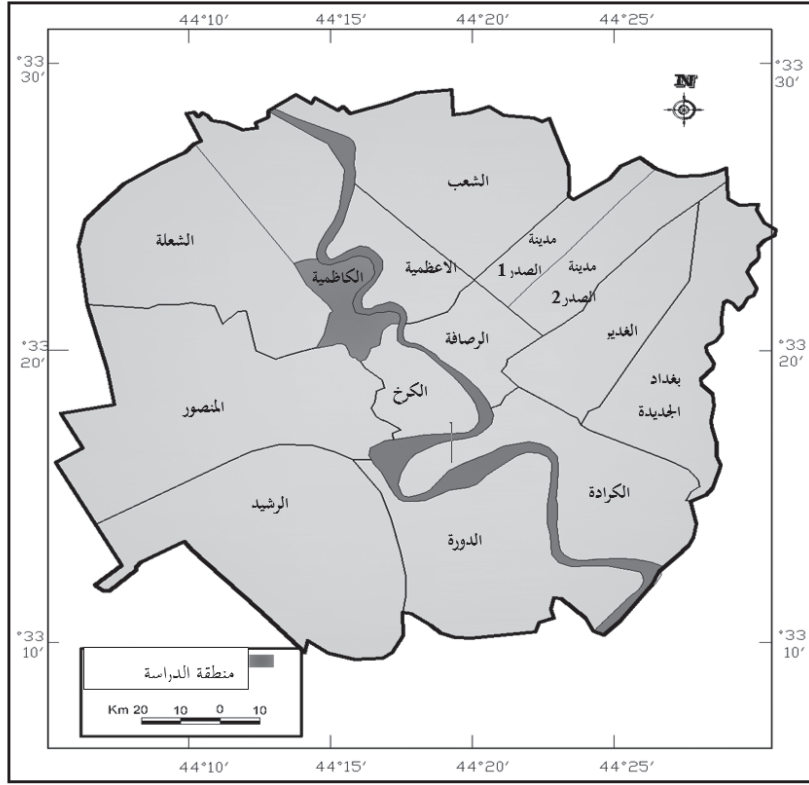 44°10′ 44°15′ 44°20′ 44°25′
°33
30′
°33
30′
N
الشعب
الشعلة
مدينة
الصدر 1
الاعظمية
مدينة
الصدر 2
الكاظمية
الغدير
الرصافة
°33
20′
°33
20′
بغداد
الجديدة
الكرخ
المنصور
الكرادة
الرشيد
الدورة
°33
10′
°33
10′
منطقة الدراسة
Km 20 10 0 10
44°10′ 44°15′ 44°20′ 44°25′